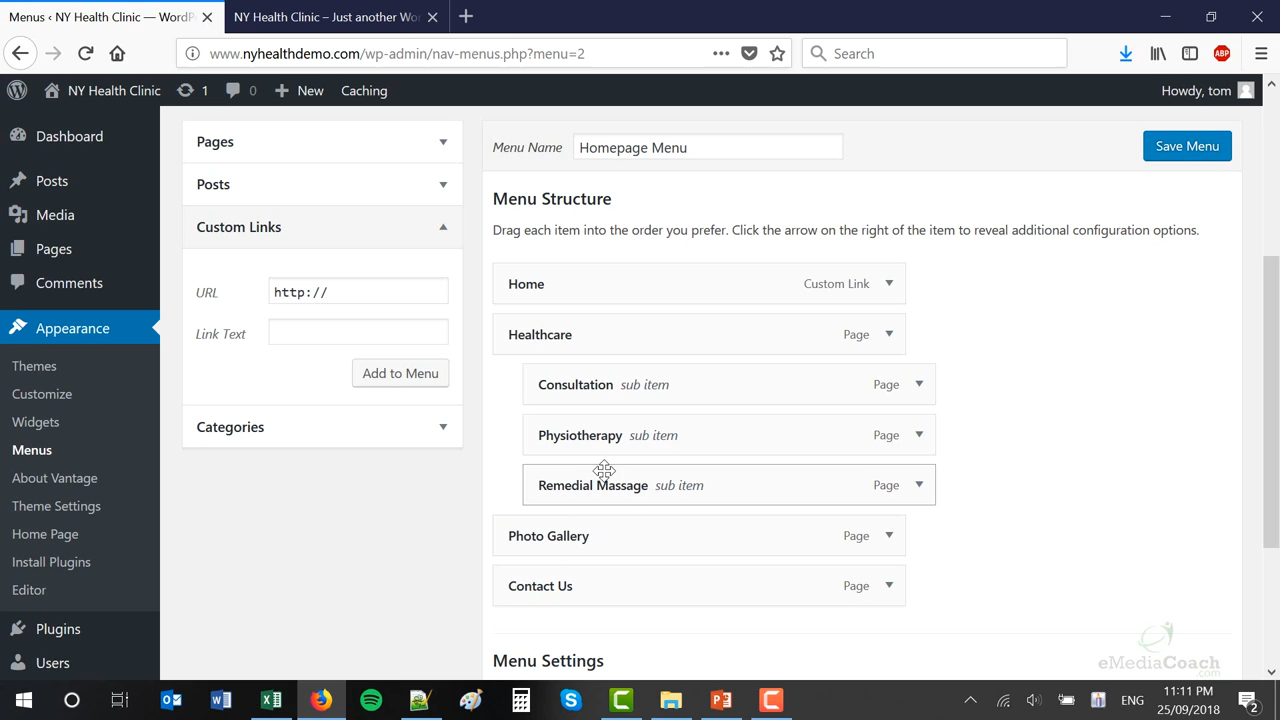 Menus ‹ NY Health Clinic — WordP
NY Health Clinic – Just another Wo
www.nyhealthdemo.com/wp-admin/nav-menus.php?menu=2
Search
ABP
NY Health Clinic
1
0
New
Caching
Howdy, tom
Dashboard
Posts
Media
Pages
Comments
Appearance
Themes
Customize
Widgets
Menus
About Vantage
Theme Settings
Home Page
Install Plugins
Editor
Plugins
Users
Pages
Posts
Custom Links
URL
http://
Link Text
Add to Menu
Categories
Menu Name
Homepage Menu
Save Menu
Menu Structure
Drag each item into the order you prefer. Click the arrow on the right of the item to reveal additional configuration options.
Home Custom Link
Healthcare Page
Consultation sub item Page
Physiotherapy sub item Page
Remedial Massage sub item Page
Photo Gallery Page
Contact Us Page
Menu Settings
eMediaCoach
.com
ENG
11:11 PM
25/09/2018
2